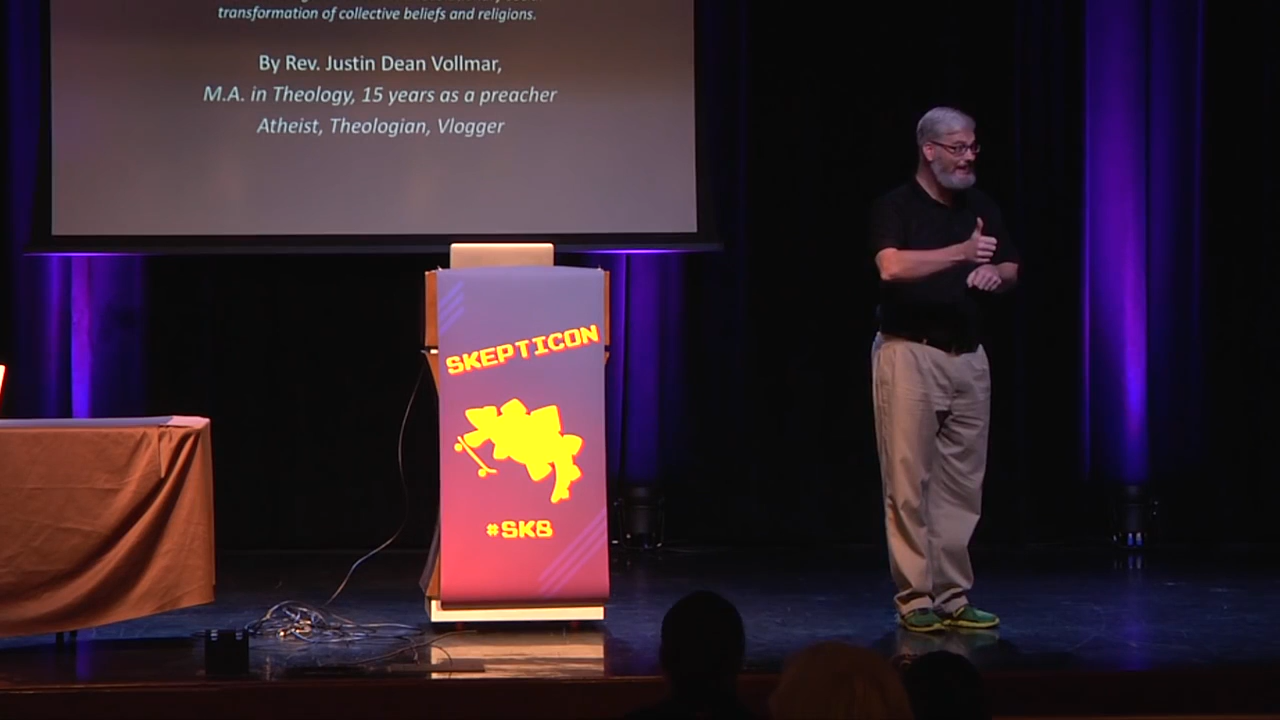 transformation of collective beliefs and religions.
By Rev. Justin Dean Vollmar,
M.A. in Theology, 15 years as a preacher
Atheist, Theologian, Vlogger
SKEPTICON
#SK8